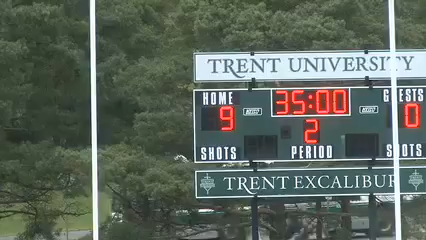 TRENT UNIVERSITY
HOME 35:00 GUESTS
9 2 0
SHOTS PERIOD SHOTS
TRENT EXCALIBUR